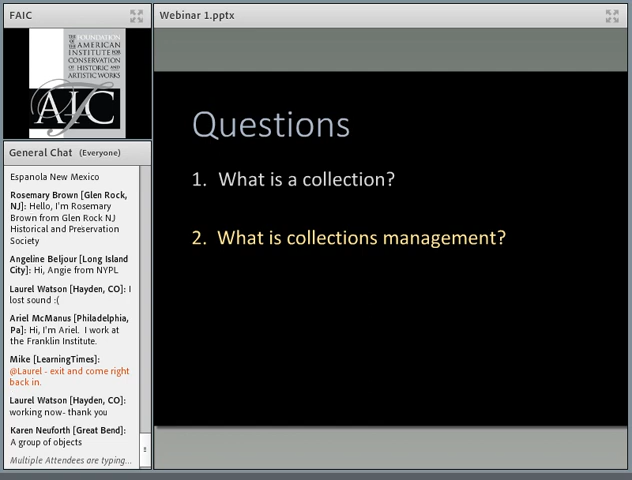 FAIC
THE FOUNDATION
OF THE AMERICAN
INSTITUTE FOR
CONSERVATION
OF HISTORIC AND
ARTISTIC WORKS
FAIC
General Chat (Everyone)
Espanola New Mexico
Rosemary Brown [Glen Rock,
NJ]: Hello, I'm Rosemary
Brown from Glen Rock NJ
Historical and Preservation
Society
Angeline Beljour [Long Island
City]: Hi, Angie from NYPL
Laurel Watson [Hayden, CO]: I
lost sound :(
Ariel McManus [Philadelphia,
Pa]: Hi, I'm Ariel. I work at
the Franklin Institute.
Mike [LearningTimes]:
@Laurel - exit and come right
back in.
Laurel Watson [Hayden, CO]:
working now- thank you
Karen Neuforth [Great Bend]:
A group of objects
Multiple Attendees are typing...
Webinar 1.pptx
Questions
1. What is a collection?
2. What is collections management?